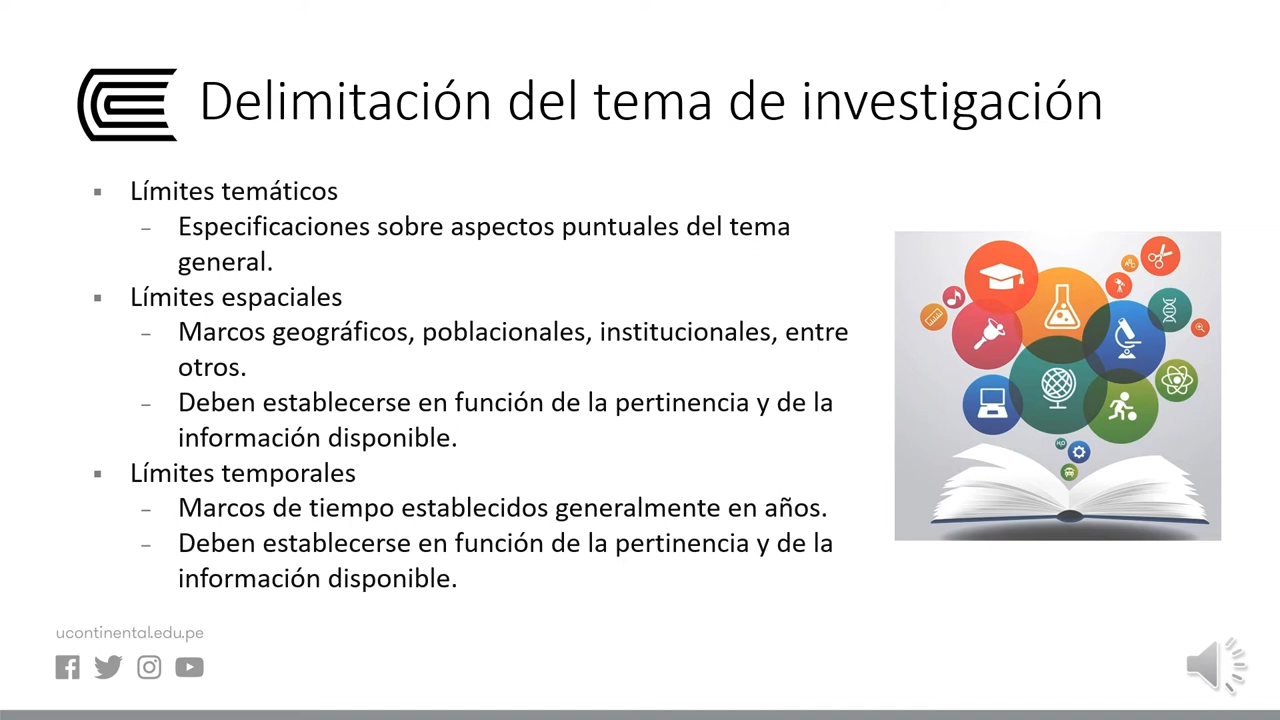 Delimitación del tema de investigación
Límites temáticos
Especificaciones sobre aspectos puntuales del tema
general.
Límites espaciales
Marcos geográficos, poblacionales, institucionales, entre
otros.
Deben establecerse en función de la pertinencia y de la
información disponible.
Límites temporales
Marcos de tiempo establecidos generalmente en años.
Deben establecerse en función de la pertinencia y de la
información disponible.
ucontinental.edu.pe